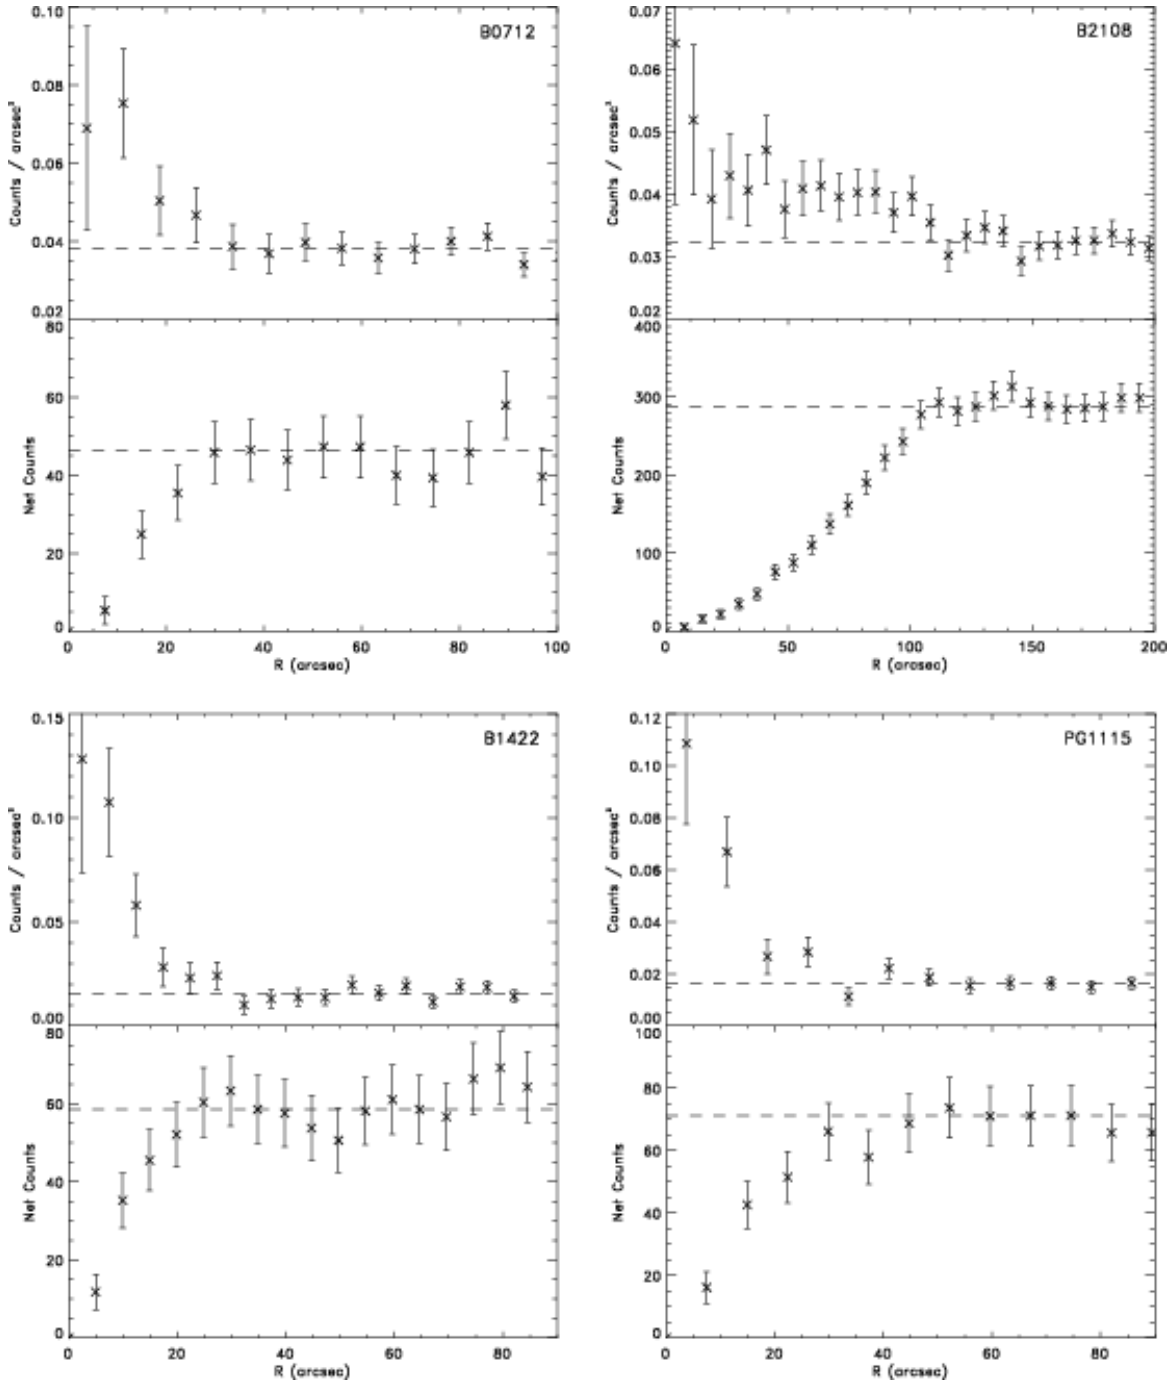 B0712
Counts / arcsec²
0.10
0.08
0.06
0.04
0.02
Net Counts
80
60
40
20
0
0 20 40 60 80 100
R (arcsec)
B2108
Counts / arcsec²
0.07
0.06
0.05
0.04
0.03
0.02
Net Counts
400
300
200
100
0
0 50 100 150 200
R (arcsec)
B1422
Counts / arcsec²
0.15
0.10
0.05
0.00
Net Counts
80
60
40
20
0
0 20 40 60 80
R (arcsec)
PG1115
Counts / arcsec²
0.12
0.10
0.08
0.06
0.04
0.02
0.00
Net Counts
100
80
60
40
20
0
0 20 40 60 80
R (arcsec)